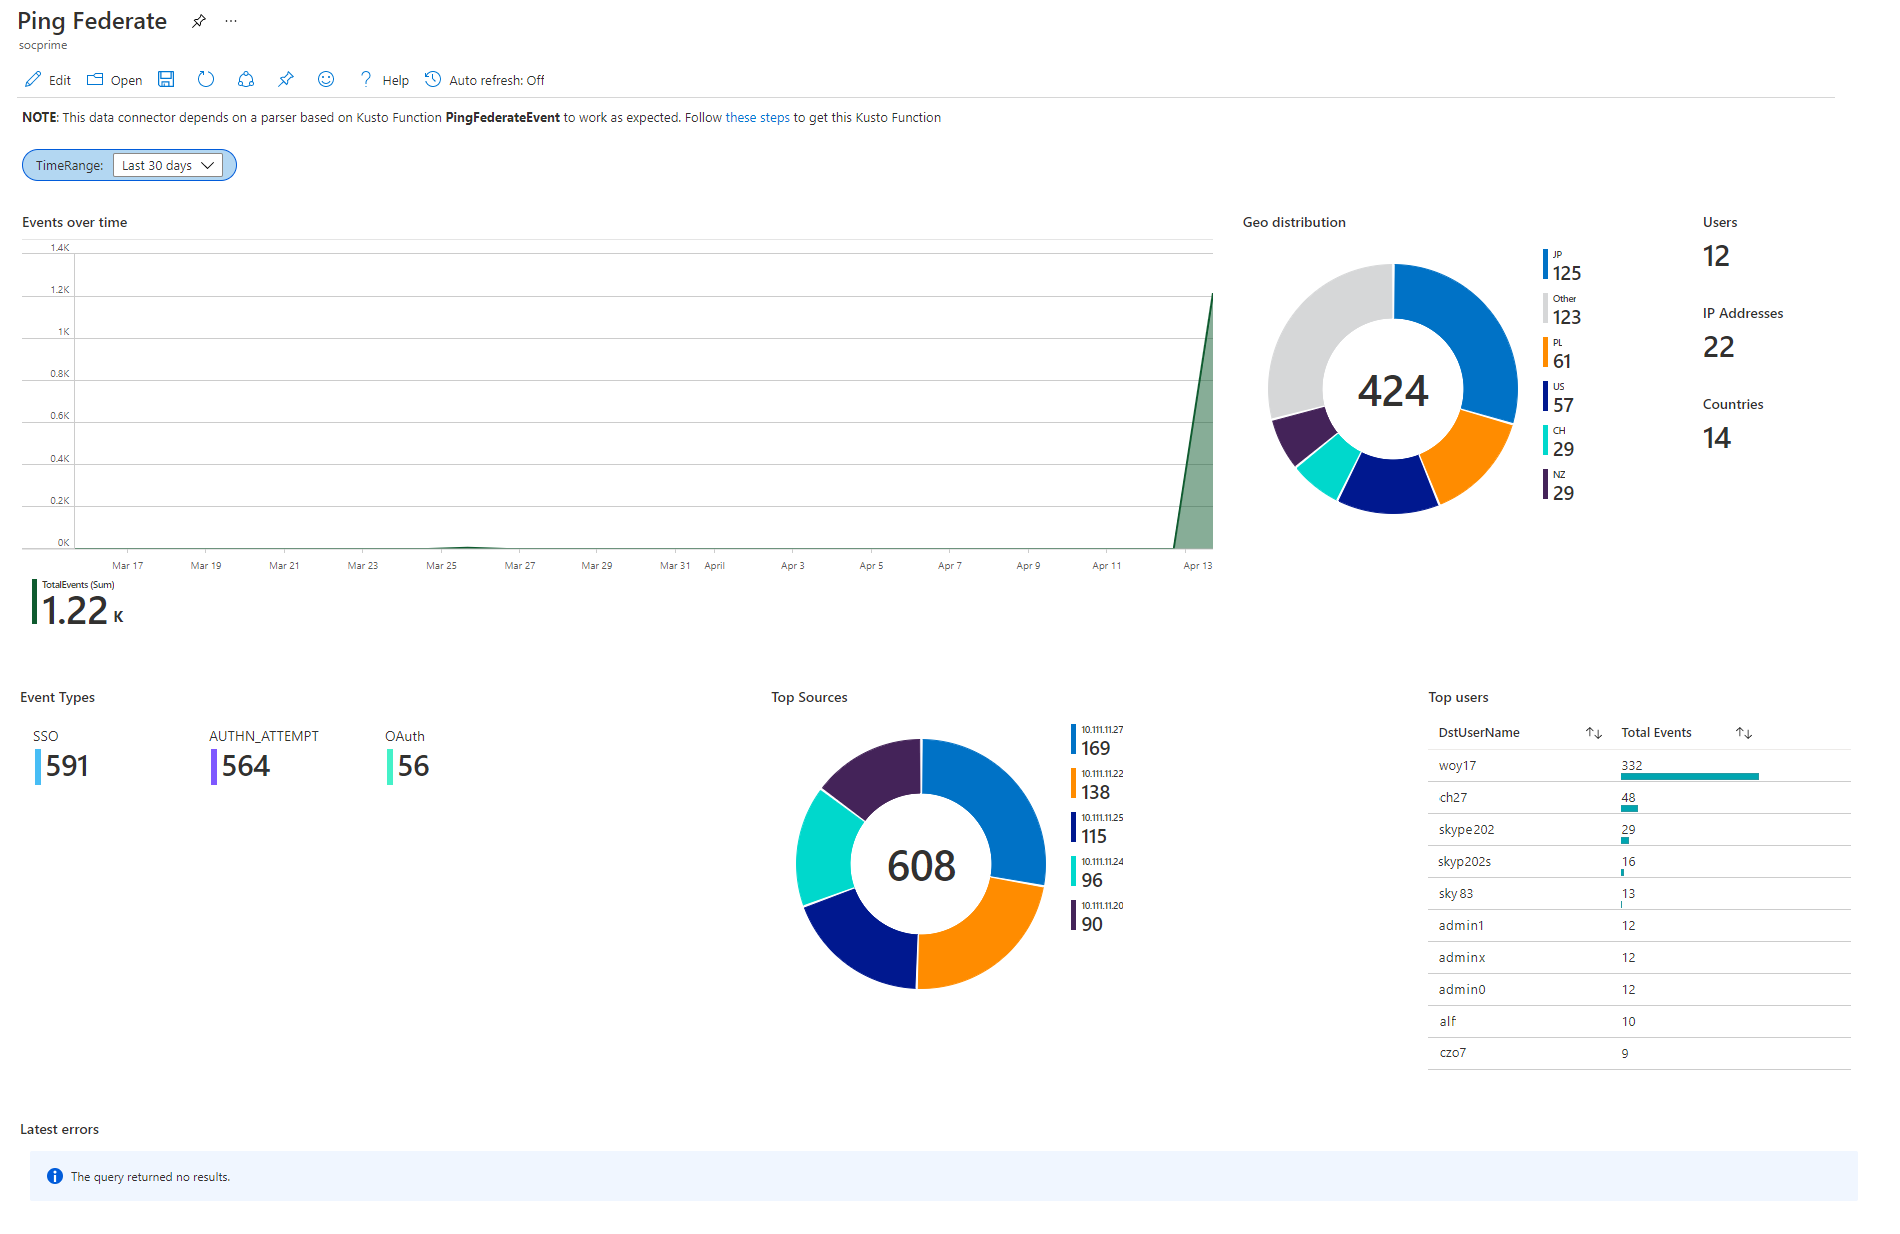 Ping Federate
socprime
Edit Open Help Auto refresh: Off
NOTE: This data connector depends on a parser based on Kusto Function PingFederateEvent to work as expected. Follow these steps to get this Kusto Function
TimeRange: Last 30 days
Events over time
1.4K
1.2K
1K
0.8K
0.6K
0.4K
0.2K
0K
Mar 17 Mar 19 Mar 21 Mar 23 Mar 25 Mar 27 Mar 29 Mar 31 April Apr 3 Apr 5 Apr 7 Apr 9 Apr 11 Apr 13
TotalEvents (Sum)
1.22 K
Geo distribution
424
JP
125
Other
123
PL
61
US
57
CH
29
NZ
29
Users
12
IP Addresses
22
Countries
14
Event Types
SSO
591
AUTHN_ATTEMPT
564
OAuth
56
Top Sources
608
10.111.11.27
169
10.111.11.22
138
10.111.11.25
115
10.111.11.24
96
10.111.11.20
90
Top users
DstUserName Total Events
woy17 332
ch27 48
skype202 29
skyp202s 16
sky83 13
admin1 12
adminx 12
admin0 12
alf 10
czo7 9
Latest errors
The query returned no results.